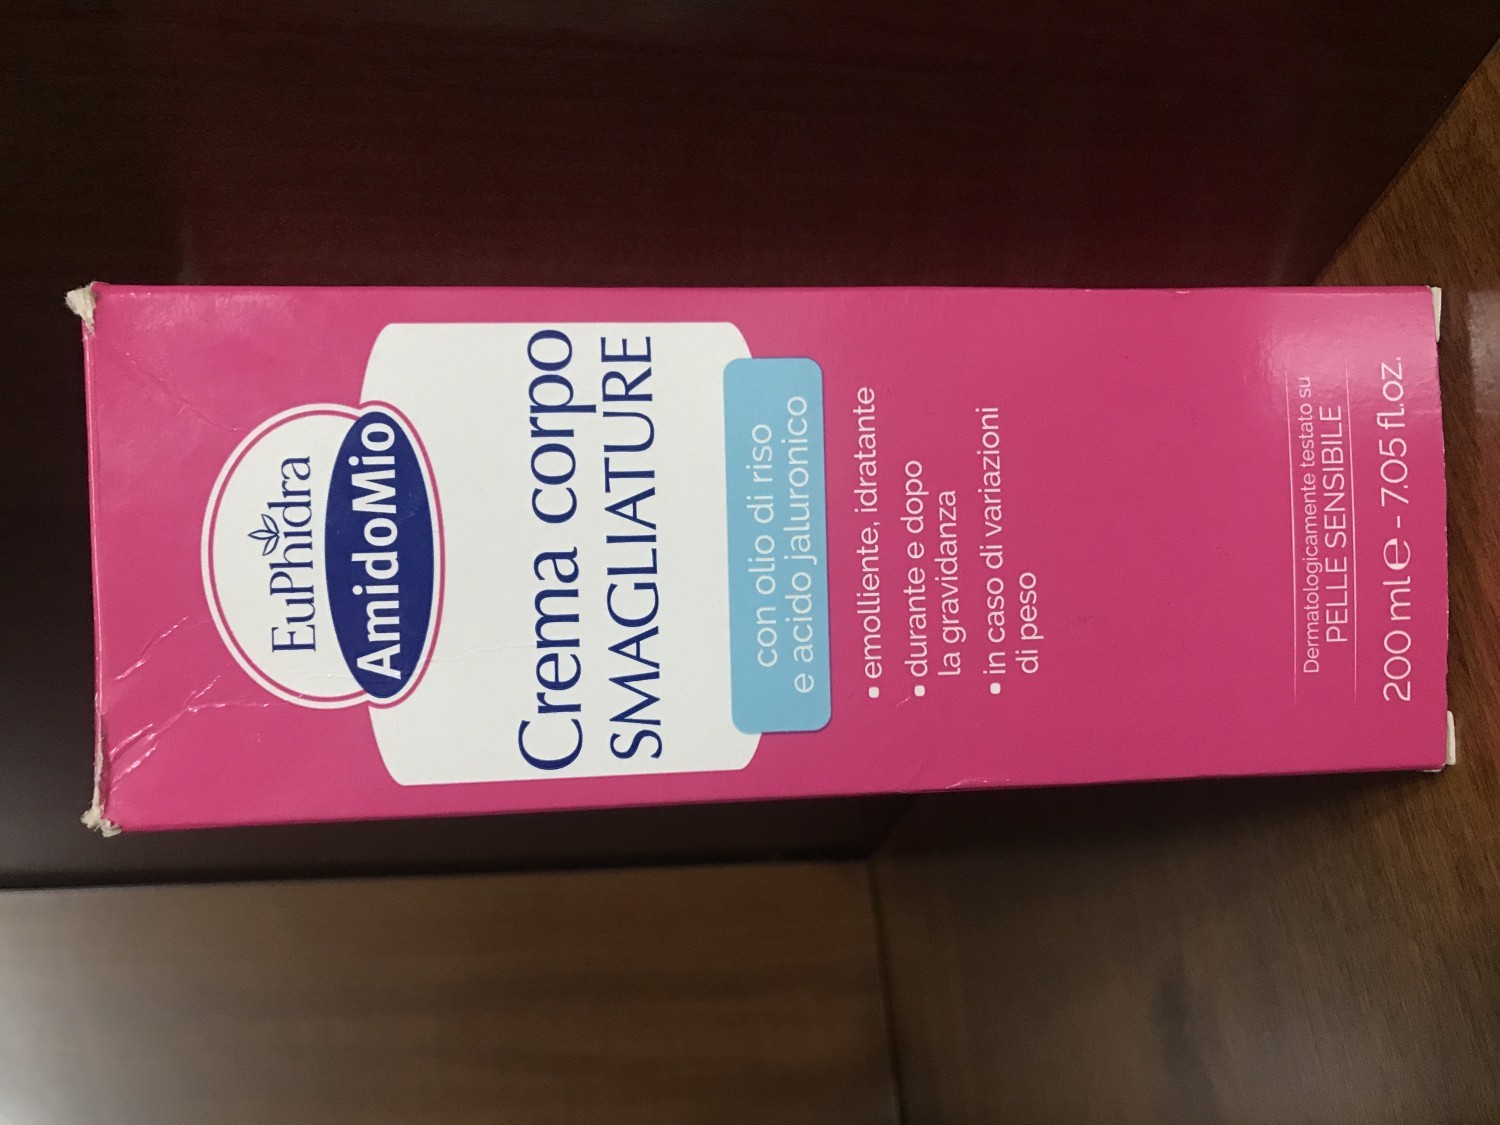 EuPhidra
AmidoMio
Crema corpo
SMAGLIATURE
con olio di riso
e acido jaluronico
• emolliente, idratante
• durante e dopo
la gravidanza
• in caso di variazioni
di peso
Dermatologicamente testato su
PELLE SENSIBILE
200 ml e - 7.05 fl.oz.